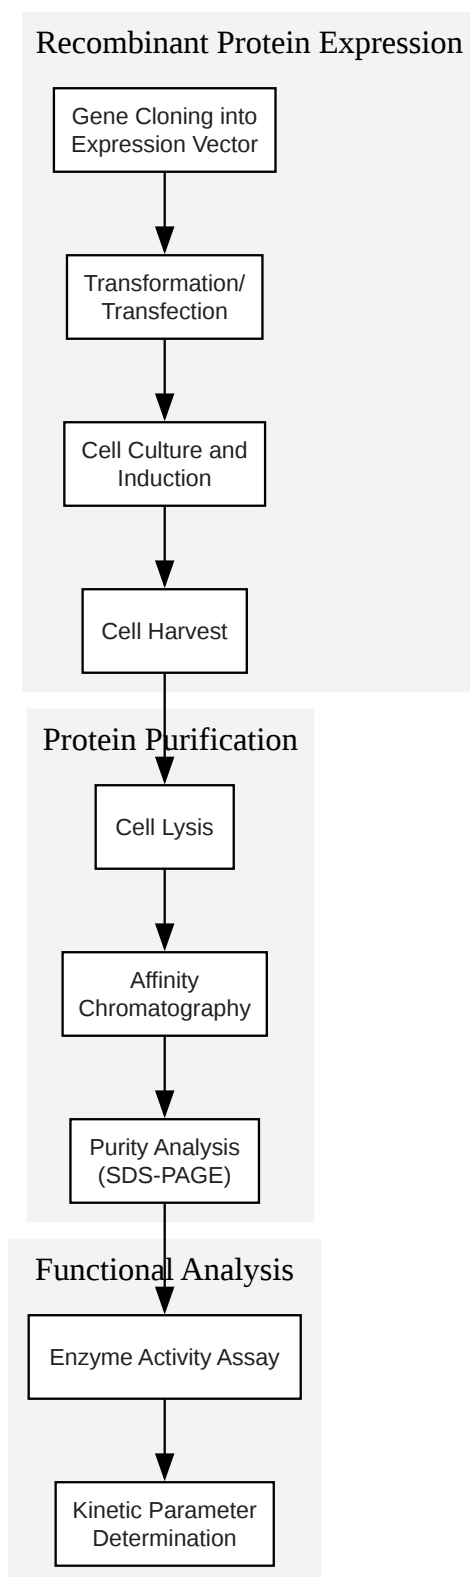 Recombinant Protein Expression
Gene Cloning into
Expression Vector
Transformation/
Transfection
Cell Culture and
Induction
Cell Harvest
Protein Purification
Cell Lysis
Affinity
Chromatography
Purity Analysis
(SDS-PAGE)
Functional Analysis
Enzyme Activity Assay
Kinetic Parameter
Determination